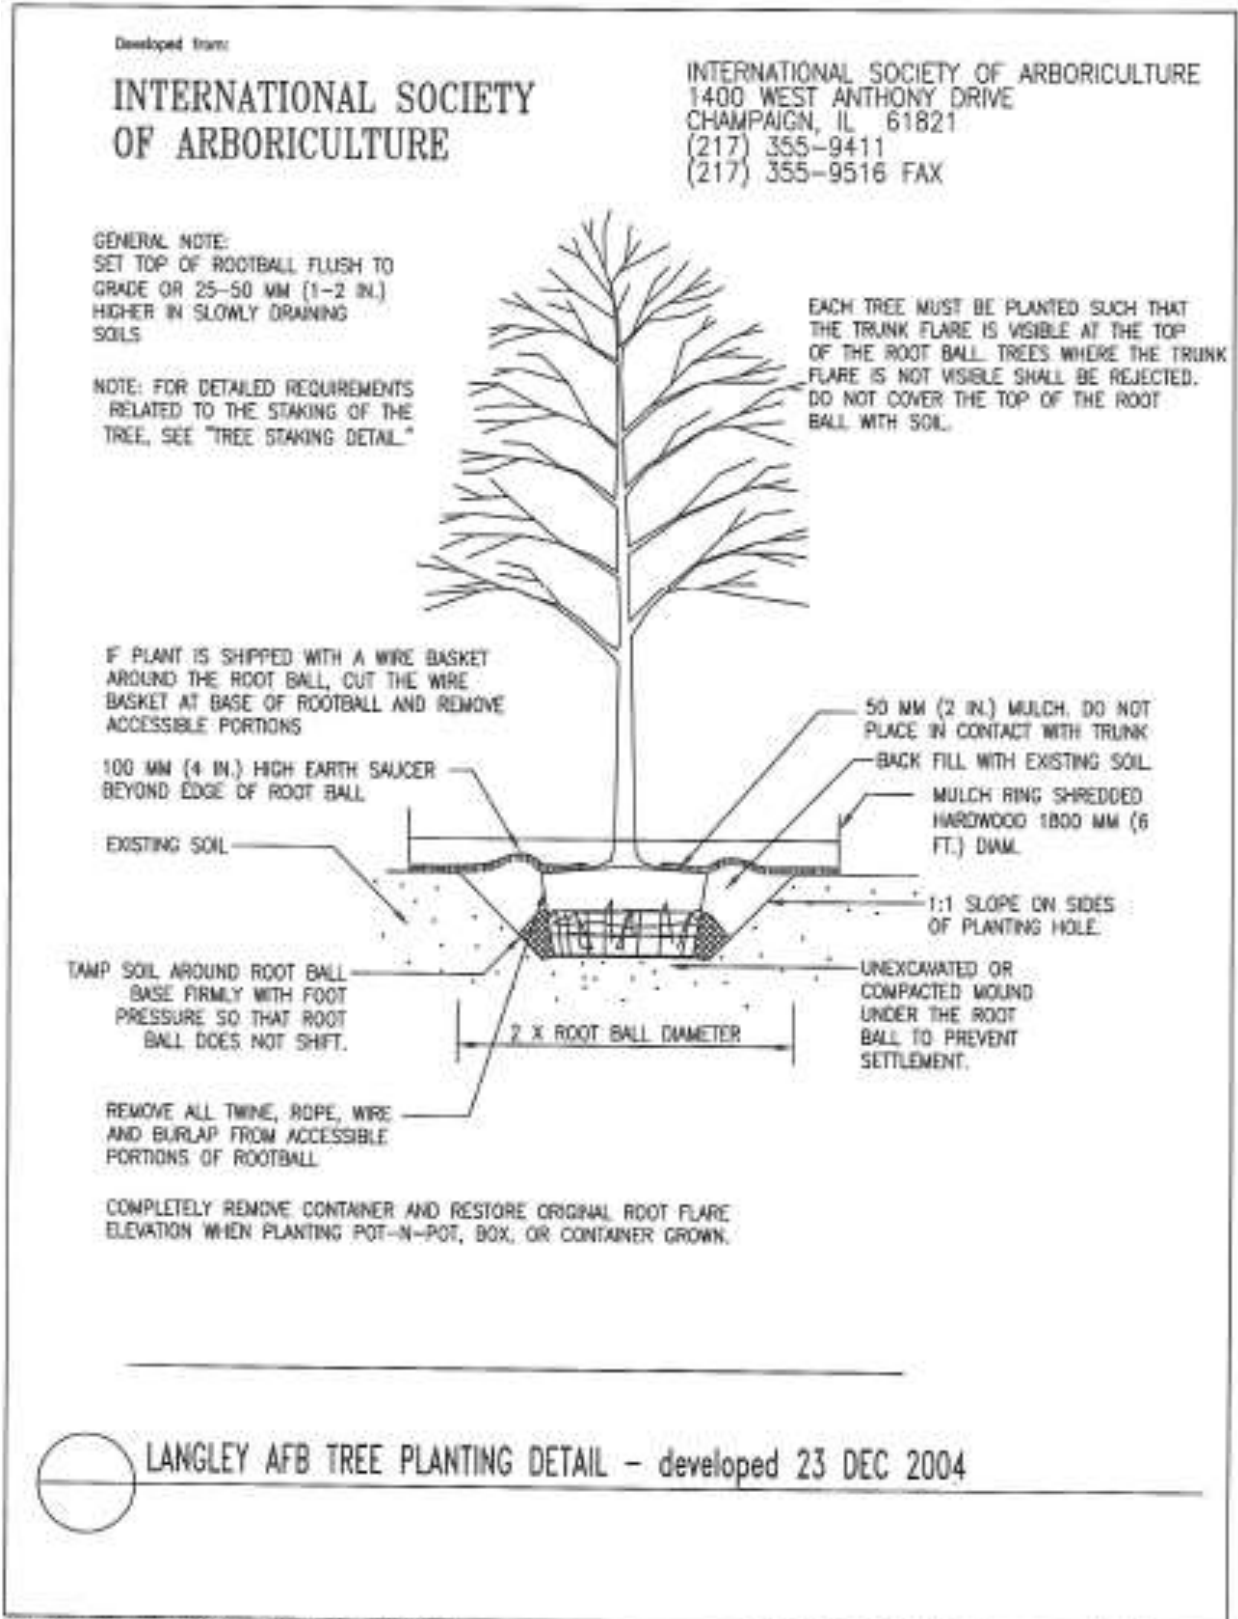 Developed from:
INTERNATIONAL SOCIETY
OF ARBORICULTURE
INTERNATIONAL SOCIETY OF ARBORICULTURE
1400 WEST ANTHONY DRIVE
CHAMPAIGN, IL 61821
(217) 355-9411
(217) 355-9516 FAX
GENERAL NOTE:
SET TOP OF ROOTBALL FLUSH TO
GRADE OR 25-50 MM (1-2 IN.)
HIGHER IN SLOWLY DRAINING
SOILS
NOTE: FOR DETAILED REQUIREMENTS
RELATED TO THE STAKING OF THE
TREE, SEE "TREE STAKING DETAIL."
EACH TREE MUST BE PLANTED SUCH THAT
THE TRUNK FLARE IS VISIBLE AT THE TOP
OF THE ROOT BALL. TREES WHERE THE TRUNK
FLARE IS NOT VISIBLE SHALL BE REJECTED.
DO NOT COVER THE TOP OF THE ROOT
BALL WITH SOIL.
IF PLANT IS SHIPPED WITH A WIRE BASKET
AROUND THE ROOT BALL, CUT THE WIRE
BASKET AT BASE OF ROOTBALL AND REMOVE
ACCESSIBLE PORTIONS
100 MM (4 IN.) HIGH EARTH SAUCER
BEYOND EDGE OF ROOT BALL
EXISTING SOIL
50 MM (2 IN.) MULCH. DO NOT
PLACE IN CONTACT WITH TRUNK
BACK FILL WITH EXISTING SOIL.
MULCH RING SHREDDED
HARDWOOD 1800 MM (6
FT.) DIAM.
1:1 SLOPE ON SIDES
OF PLANTING HOLE.
TAMP SOIL AROUND ROOT BALL
BASE FIRMLY WITH FOOT
PRESSURE SO THAT ROOT
BALL DOES NOT SHIFT.
UNEXCAVATED OR
COMPACTED MOUND
UNDER THE ROOT
BALL TO PREVENT
SETTLEMENT.
2 X ROOT BALL DIAMETER
REMOVE ALL TWINE, ROPE, WIRE
AND BURLAP FROM ACCESSIBLE
PORTIONS OF ROOTBALL
COMPLETELY REMOVE CONTAINER AND RESTORE ORIGINAL ROOT FLARE
ELEVATION WHEN PLANTING POT-N-POT, BOX, OR CONTAINER GROWN.
LANGLEY AFB TREE PLANTING DETAIL - developed 23 DEC 2004